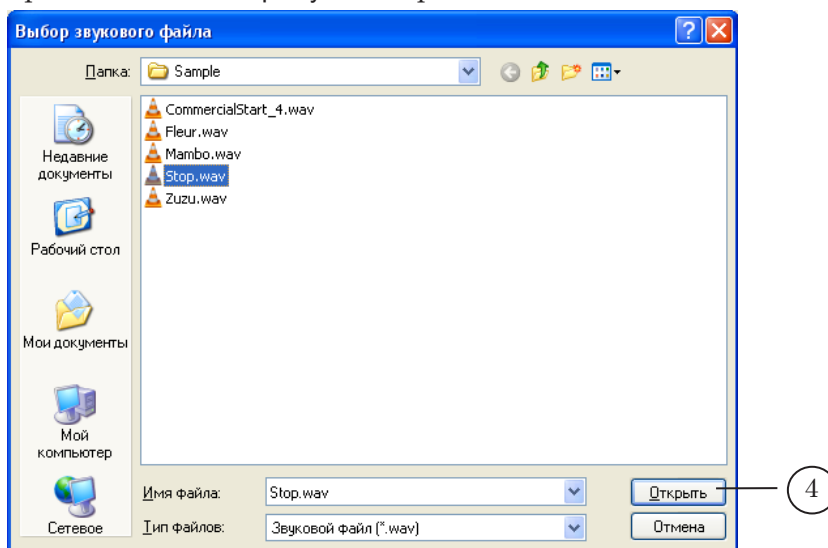 Выбор звукового файла
Папка: Sample
CommercialStart_4.wav
Fleur.wav
Mambo.wav
Stop.wav
Zuzu.wav
Недавние
документы
Рабочий стол
Мои документы
Мой
компьютер
Сетевое
Имя файла: Stop.wav Открыть 4
Тип файлов: Звуковой файл (*.wav) Отмена